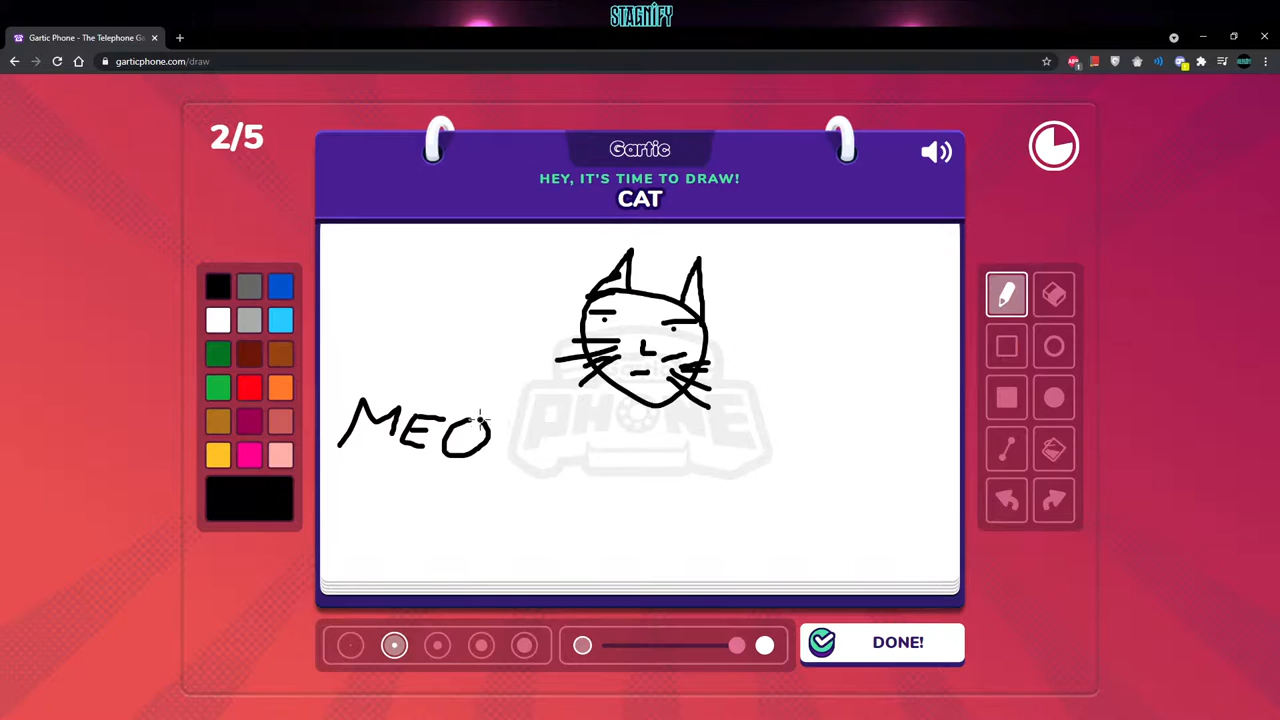 STAGNIFY
Gartic Phone - The Telephone Ga
garticphone.com/draw
2/5
Gartic
HEY, IT'S TIME TO DRAW!
CAT
PHONE
MEO
DONE!